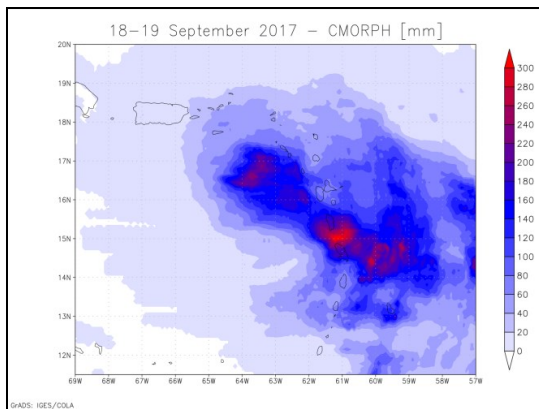 18-19 September 2017 - CMORPH [mm]
20N
19N
18N
17N
16N
15N
14N
13N
12N
69W 68W 67W 66W 65W 64W 63W 62W 61W 60W 59W 58W 57W
300
280
260
240
220
200
180
160
140
120
100
80
60
40
20
0
GrADS: IGES/COLA